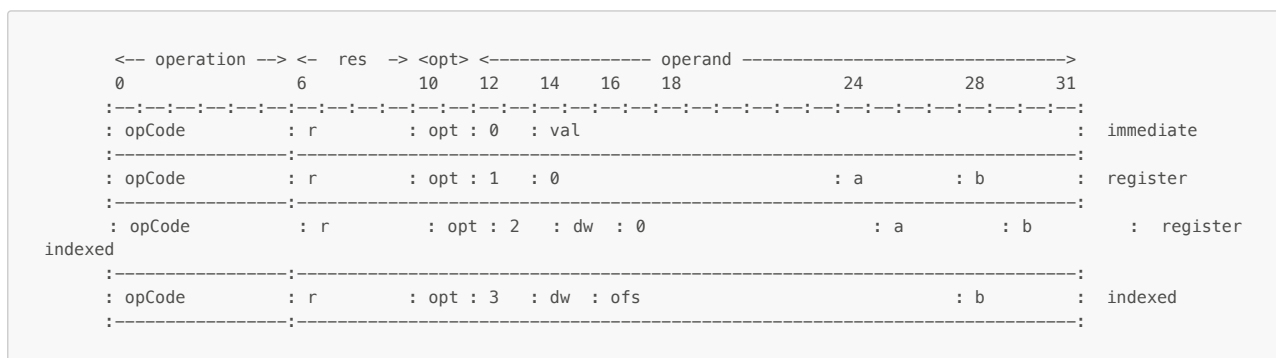 <-- operation --> <-  res  -> <opt> <---------------- operand -------------------------------->
0                 6           10   12     14    16    18                 24          28      31
:--:--:--:--:--:--:--:--:--:--:--:--:--:--:--:--:--:--:--:--:--:--:--:--:--:--:--:--:--:--:--:--:
: opCode          : r         : opt : 0   : val                                                 :  immediate
:-----------------:-----------------------------------------------------------------------------:
: opCode          : r         : opt : 1   : 0                           : a         : b         :  register
:-----------------:-----------------------------------------------------------------------------:
: opCode           : r          : opt : 2    : dw  : 0                       : a           : b          :  register
indexed
:-----------------:-----------------------------------------------------------------------------:
: opCode          : r         : opt : 3   : dw  : ofs                               : b         :  indexed
:-----------------:-----------------------------------------------------------------------------: